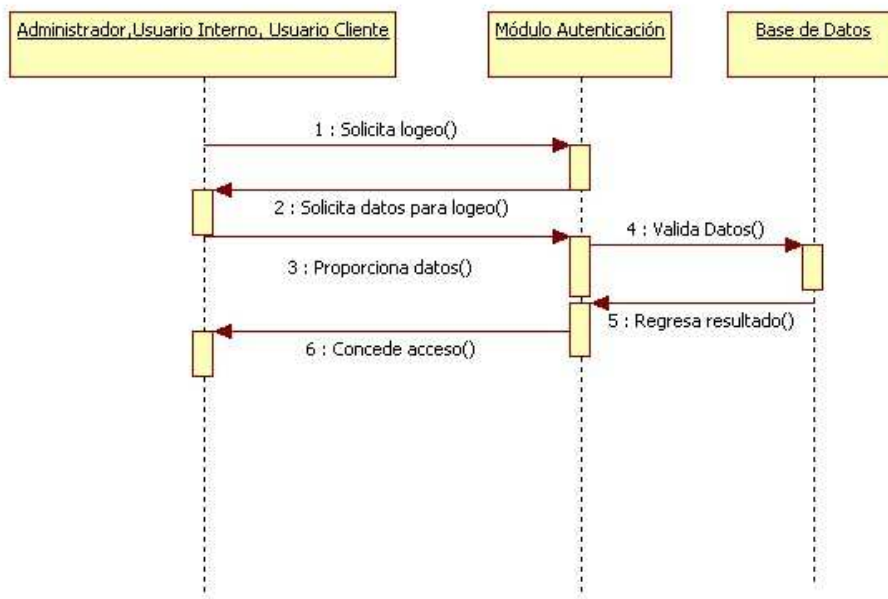 Administrador,Usuario Interno, Usuario Cliente
Módulo Autenticación
Base de Datos
1 : Solicita logeo()
2 : Solicita datos para logeo()
3 : Proporciona datos()
4 : Valida Datos()
5 : Regresa resultado()
6 : Concede acceso()